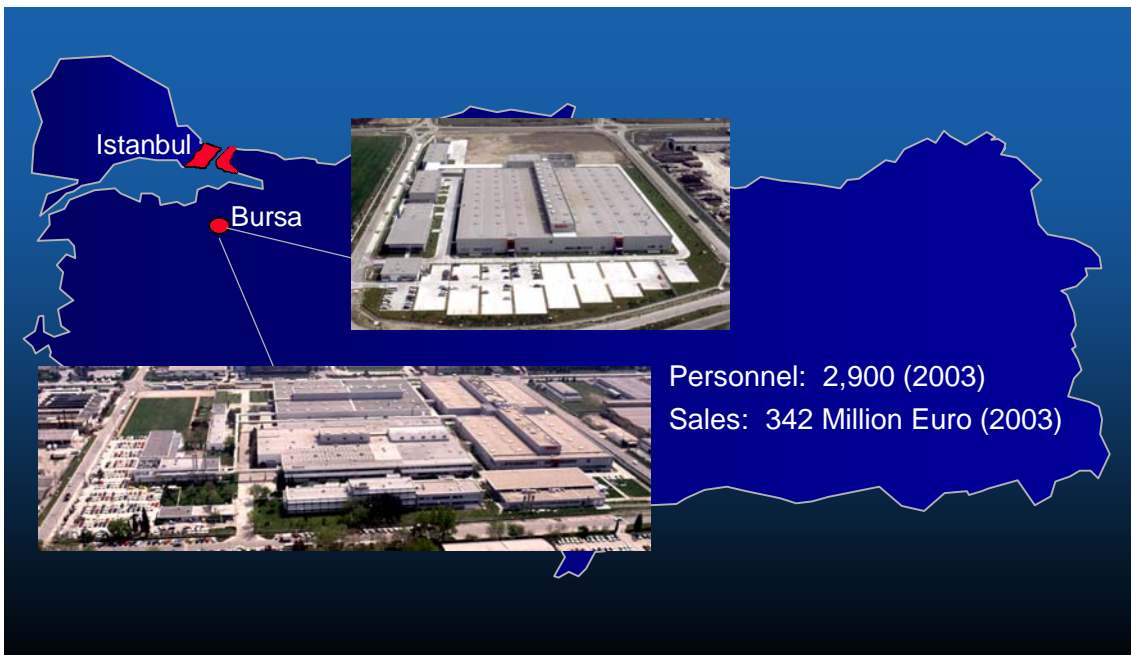 Istanbul
Bursa
Personnel: 2,900 (2003)
Sales: 342 Million Euro (2003)